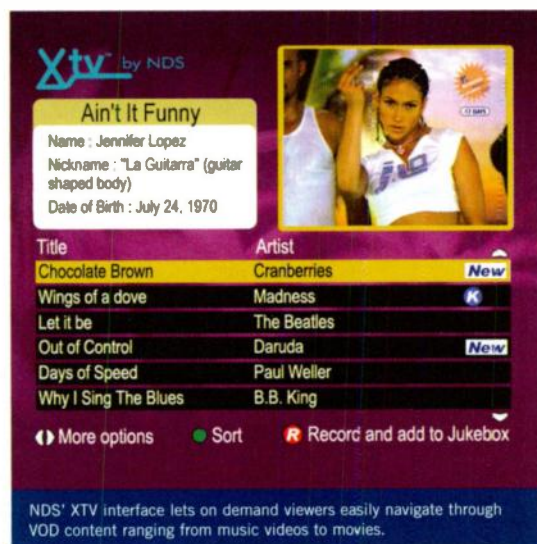 Xtv™ by NDS
Ain't It Funny
Name : Jennifer Lopez
Nickname : "La Guitarra" (guitar
shaped body)
Date of Birth : July 24, 1970
Title Artist
Chocolate Brown Cranberries New
Wings of a dove Madness K
Let it be The Beatles
Out of Control Daruda New
Days of Speed Paul Weller
Why I Sing The Blues B.B. King
More options Sort R Record and add to Jukebox
NDS' XTV interface lets on demand viewers easily navigate through
VOD content ranging from music videos to movies.